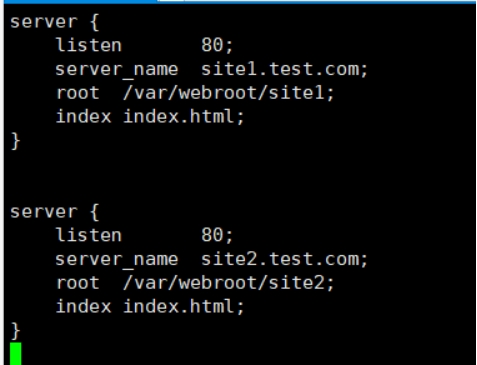 server {
    listen       80;
    server_name  site1.test.com;
    root  /var/webroot/site1;
    index index.html;
}
server {
    listen       80;
    server_name  site2.test.com;
    root  /var/webroot/site2;
    index index.html;
}